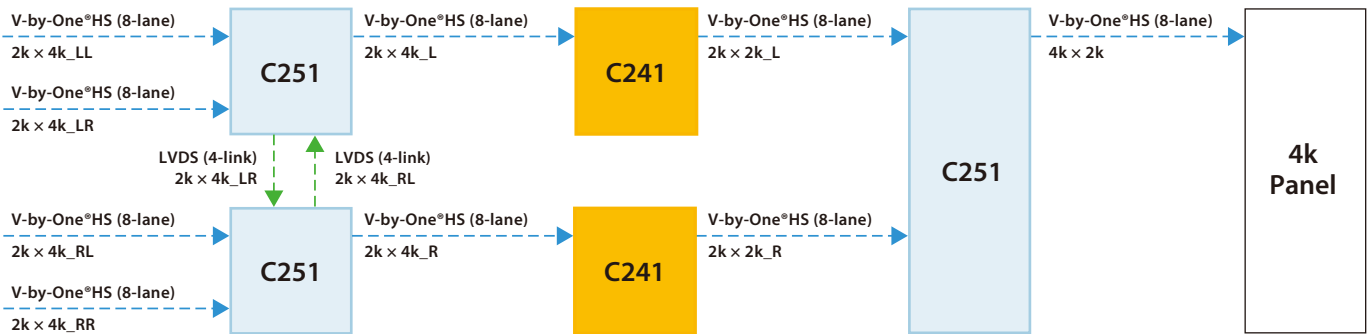 V-by-One®HS (8-lane)
2k × 4k_LL
V-by-One®HS (8-lane)
2k × 4k_LR
C251
V-by-One®HS (8-lane)
2k × 4k_L
C241
V-by-One®HS (8-lane)
2k × 2k_L
LVDS (4-link)
2k × 4k_LR
LVDS (4-link)
2k × 4k_RL
V-by-One®HS (8-lane)
2k × 4k_RL
V-by-One®HS (8-lane)
2k × 4k_RR
C251
V-by-One®HS (8-lane)
2k × 4k_R
C241
V-by-One®HS (8-lane)
2k × 2k_R
C251
V-by-One®HS (8-lane)
4k × 2k
4k
Panel